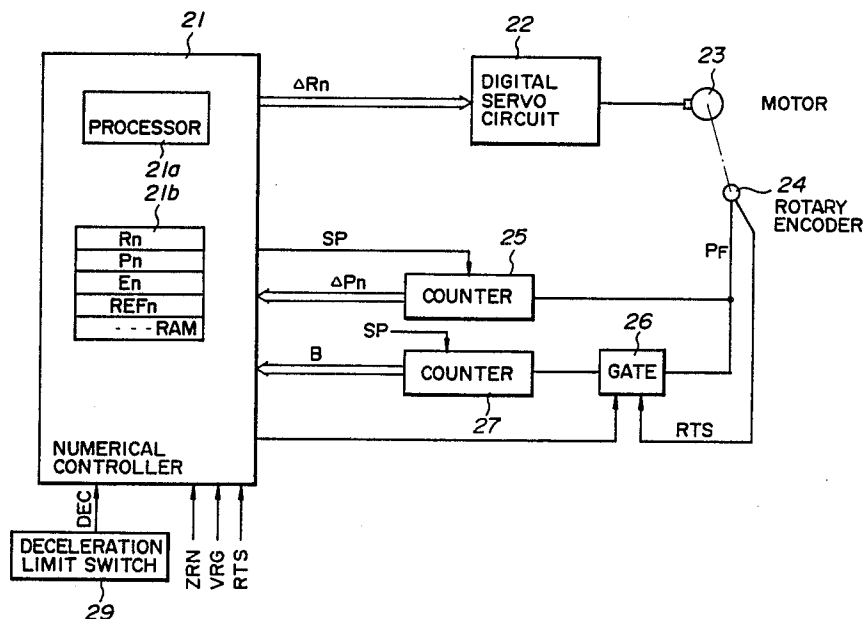 21
22
23
ΔRn
DIGITAL
SERVO
CIRCUIT
MOTOR
PROCESSOR
21a
21b
24
ROTARY
ENCODER
Rn
Pn
En
REFn
---RAM
SP
25
PF
ΔPn
COUNTER
26
SP
B
COUNTER
GATE
27
RTS
NUMERICAL
CONTROLLER
DEC
ZRN
VRG
RTS
DECELERATION
LIMIT SWITCH
29